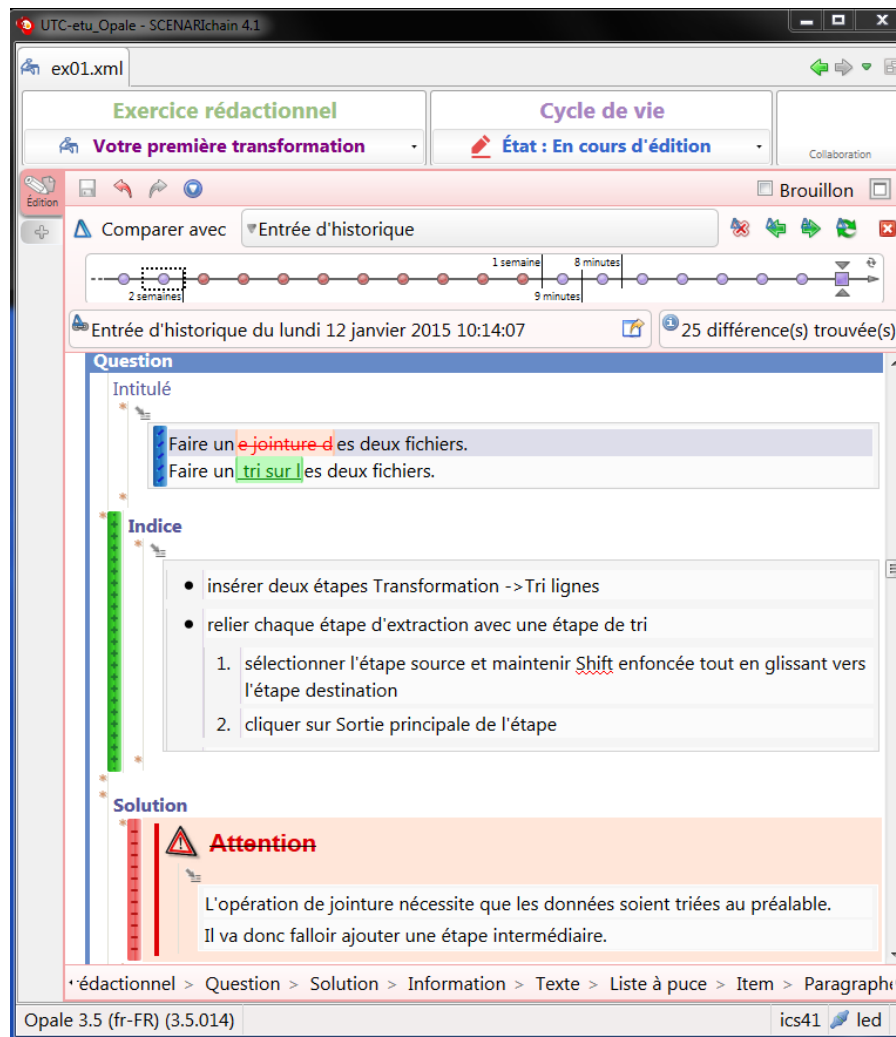 UTC-etu_Opale - SCENARIchain 4.1
ex01.xml
Exercice rédactionnel
Cycle de vie
Votre première transformation
État : En cours d'édition
Collaboration
Édition
Brouillon
Comparer avec
Entrée d'historique
1 semaine
8 minutes
2 semaines
9 minutes
Entrée d'historique du lundi 12 janvier 2015 10:14:07
25 différence(s) trouvée(s)
Question
Intitulé
Faire une jointure des deux fichiers.
Faire un tri sur les deux fichiers.
Indice
insérer deux étapes Transformation ->Tri lignes
relier chaque étape d'extraction avec une étape de tri
1. sélectionner l'étape source et maintenir Shift enfoncée tout en glissant vers
l'étape destination
2. cliquer sur Sortie principale de l'étape
Solution
Attention
L'opération de jointure nécessite que les données soient triées au préalable.
Il va donc falloir ajouter une étape intermédiaire.
rédactionnel > Question > Solution > Information > Texte > Liste à puce > Item > Paragraphe
Opale 3.5 (fr-FR) (3.5.014)
ics41
led